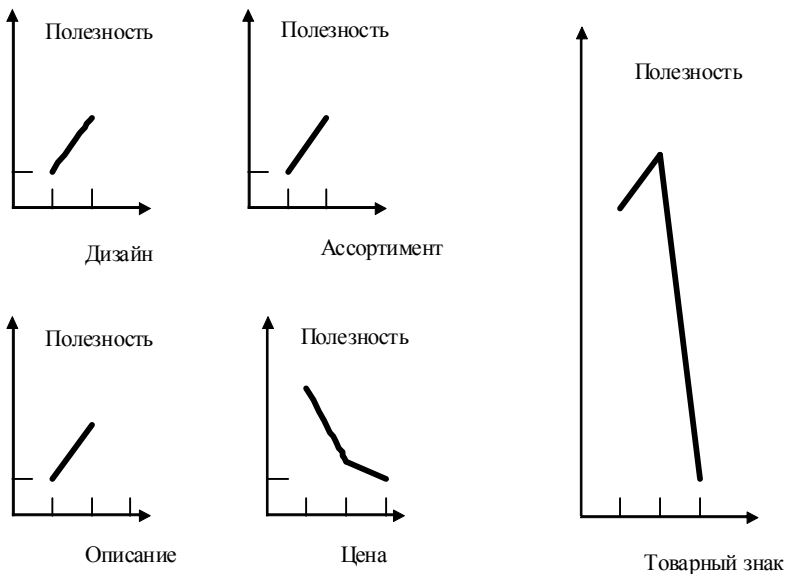 Полезность
Полезность
Полезность
Дизайн
Ассортимент
Полезность
Полезность
Описание
Цена
Товарный знак